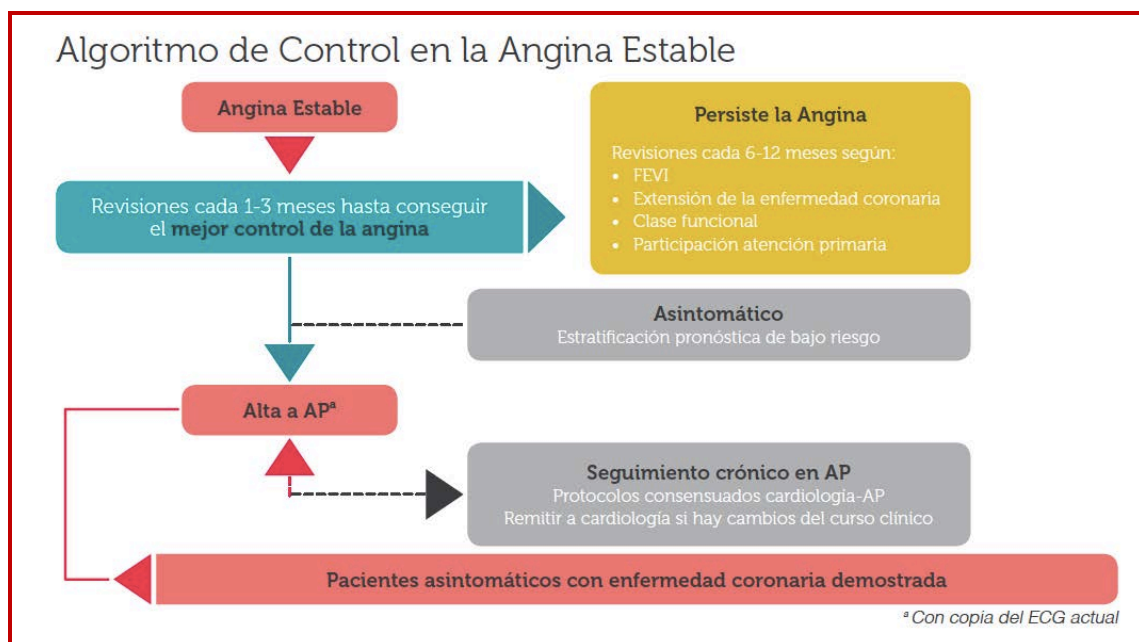 Algoritmo de Control en la Angina Estable
Angina Estable
Revisiones cada 1-3 meses hasta conseguir
el mejor control de la angina
Persiste la Angina
Revisiones cada 6-12 meses según:
• FEVI
• Extensión de la enfermedad coronaria
• Clase funcional
• Participación atención primaria
Asintomático
Estratificación pronóstica de bajo riesgo
Alta a APª
Seguimiento crónico en AP
Protocolos consensuados cardiología-AP
Remitir a cardiología si hay cambios del curso clínico
Pacientes asintomáticos con enfermedad coronaria demostrada
ª Con copia del ECG actual